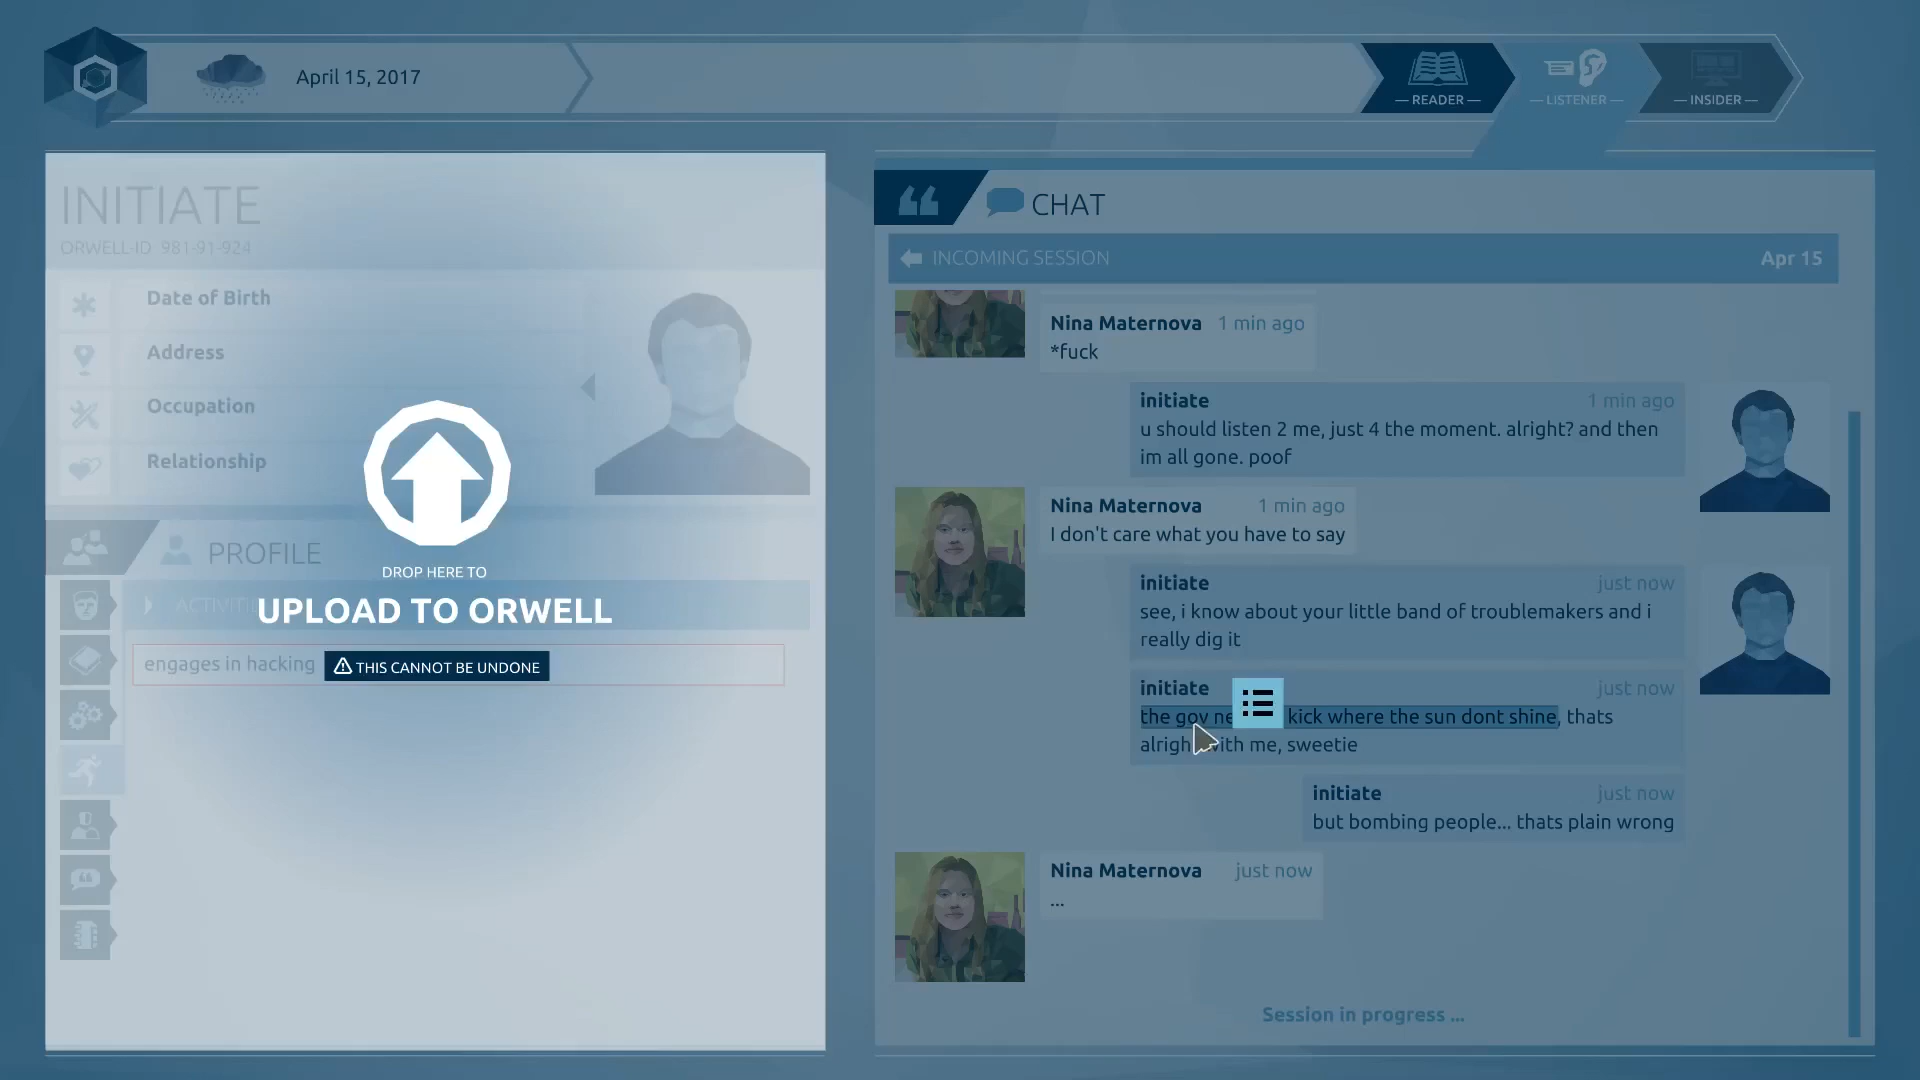 April 15, 2017
READER
LISTENER
INSIDER
INITIATE
ORWELL-ID 981-91-924
Date of Birth
Address
Occupation
Relationship
PROFILE
DROP HERE TO
UPLOAD TO ORWELL
engages in hacking
THIS CANNOT BE UNDONE
CHAT
INCOMING SESSION Apr 15
Nina Maternova 1 min ago
*fuck
initiate 1 min ago
u should listen 2 me, just 4 the moment. alright? and then
im all gone. poof
Nina Maternova 1 min ago
I don't care what you have to say
initiate just now
see, i know about your little band of troublemakers and i
really dig it
initiate just now
the gov kick where the sun dont shine, thats
me, sweetie
initiate just now
but bombing people... thats plain wrong
Nina Maternova just now
...
Session in progress ...